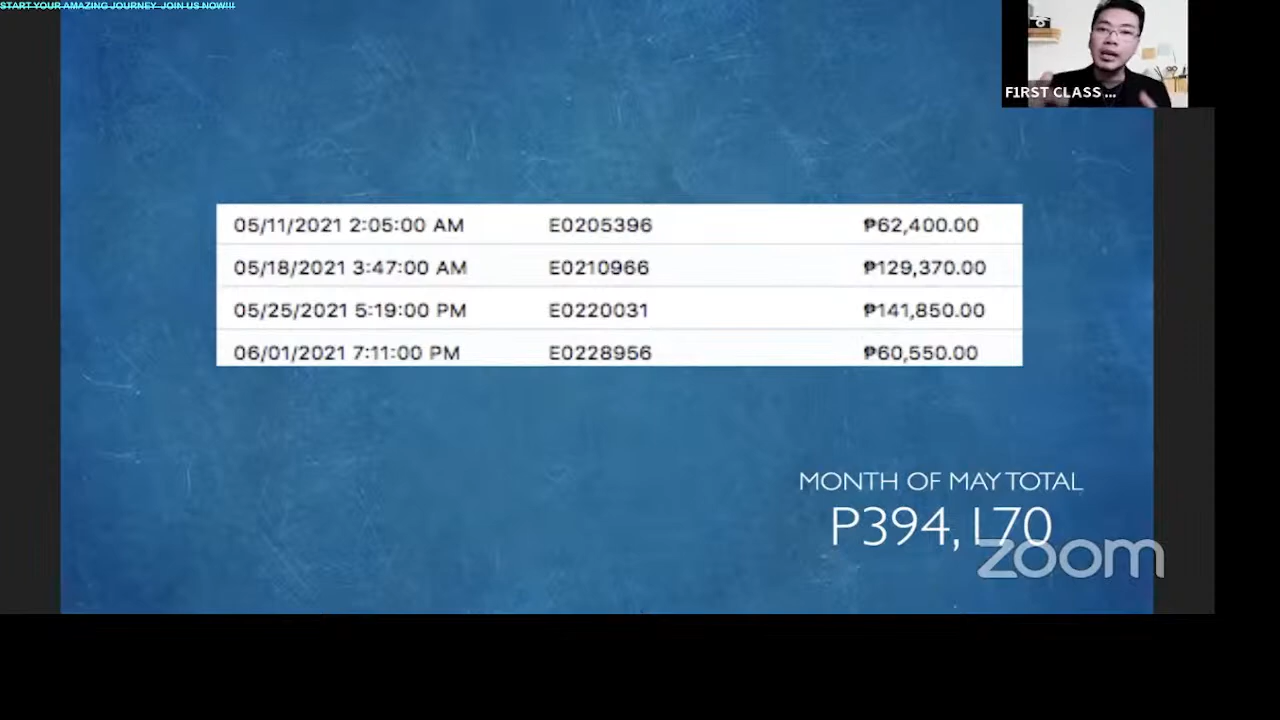 START YOUR AMAZING JOURNEY JOIN US NOW!!!
F1RST CLASS ...
05/11/2021 2:05:00 AM E0205396 ₱62,400.00
05/18/2021 3:47:00 AM E0210966 ₱129,370.00
05/25/2021 5:19:00 PM E0220031 ₱141,850.00
06/01/2021 7:11:00 PM E0228956 ₱60,550.00
MONTH OF MAY TOTAL
P394,170
zoom